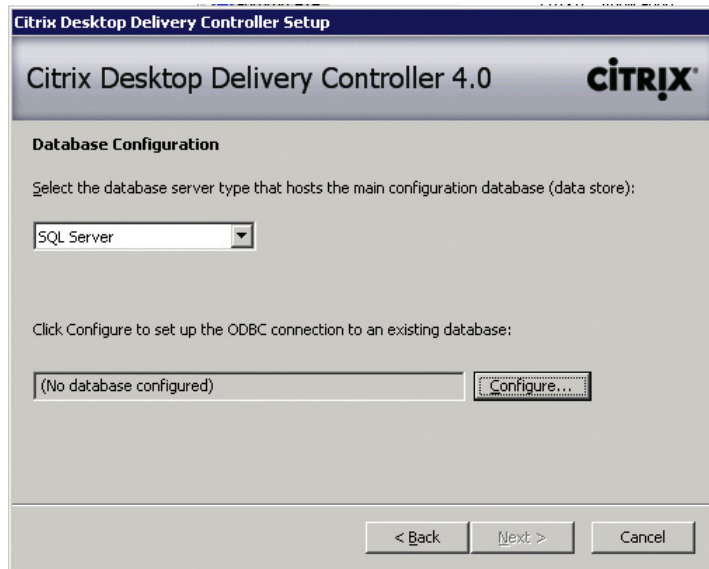 Citrix Desktop Delivery Controller Setup
Citrix Desktop Delivery Controller 4.0
CİTRIX
Database Configuration
Select the database server type that hosts the main configuration database (data store):
SQL Server
Click Configure to set up the ODBC connection to an existing database:
(No database configured)
Configure...
< Back
Next >
Cancel